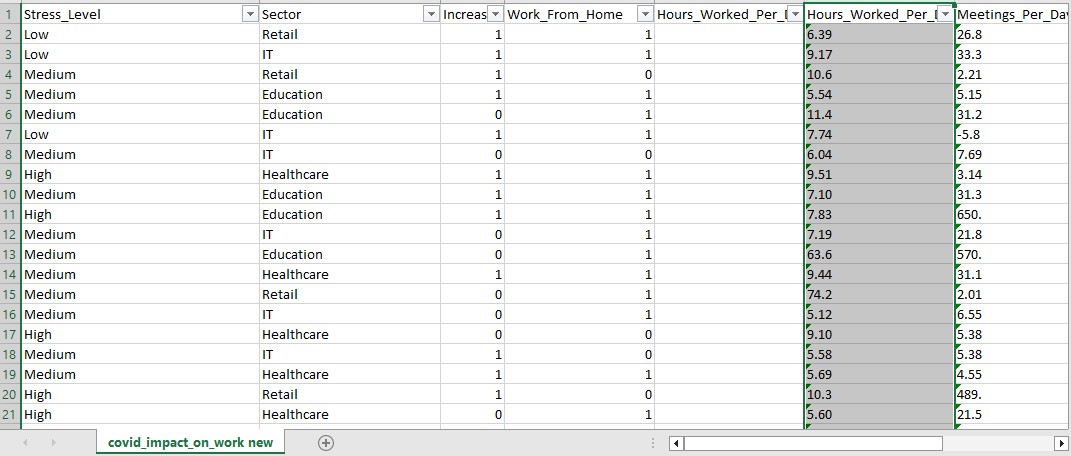 1 Stress_Level Sector Increas Work_From_Home Hours_Worked_Per_D Hours_Worked_Per_D Meetings_Per_Day
2 Low Retail 1 1 6.39 26.8
3 Low IT 1 1 9.17 33.3
4 Medium Retail 1 0 10.6 2.21
5 Medium Education 1 1 5.54 5.15
6 Medium Education 0 1 11.4 31.2
7 Low IT 1 1 7.74 -5.8
8 Medium IT 0 0 6.04 7.69
9 High Healthcare 1 1 9.51 3.14
10 Medium Education 1 1 7.10 31.3
11 High Education 1 1 7.83 650.
12 Medium IT 0 1 7.19 21.8
13 Medium Education 0 1 63.6 570.
14 Medium Healthcare 1 1 9.44 31.1
15 Medium Retail 0 1 74.2 2.01
16 Medium IT 0 1 5.12 6.55
17 High Healthcare 0 0 9.10 5.38
18 Medium IT 1 0 5.58 5.38
19 Medium Healthcare 1 1 5.69 4.55
20 High Retail 1 0 10.3 489.
21 High Healthcare 0 1 5.60 21.5
covid_impact_on_work new